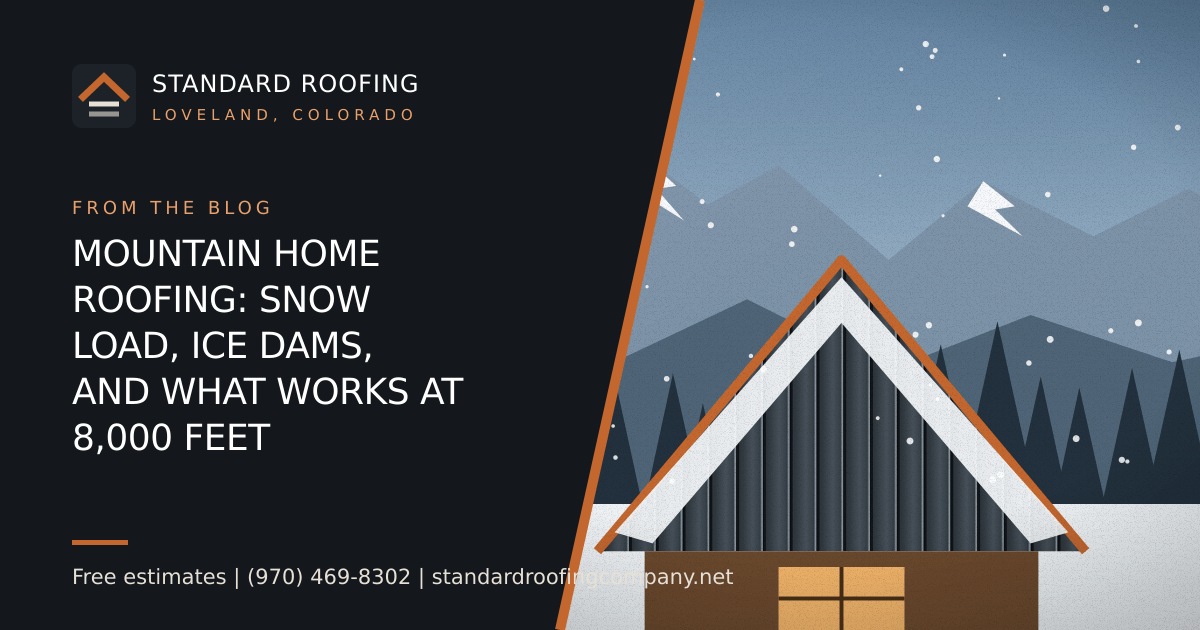 STANDARD ROOFING
LOVELAND, COLORADO
FROM THE BLOG
MOUNTAIN HOME
ROOFING: SNOW
LOAD, ICE DAMS,
AND WHAT WORKS AT
8,000 FEET
Free estimates | (970) 469-8302 | standardroofingcompany.net